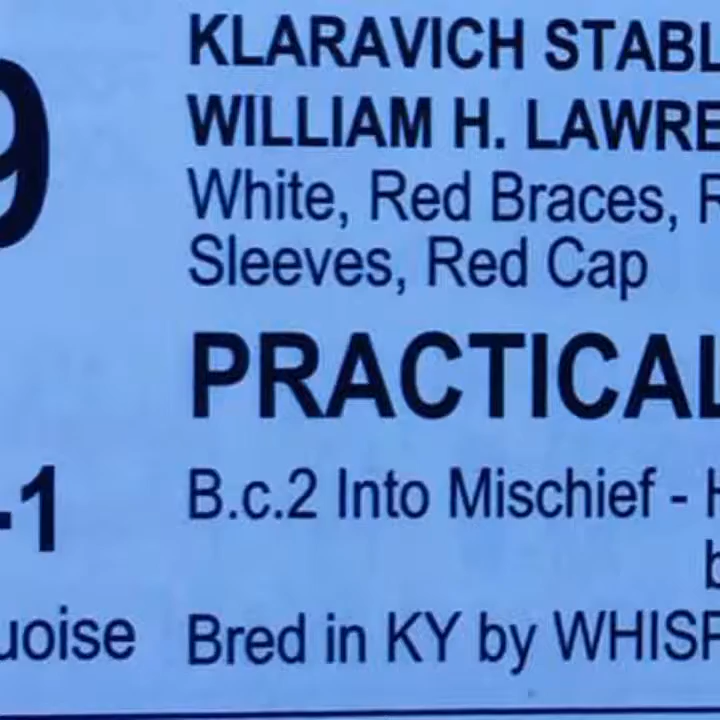 KLARAVICH STABL
9
WILLIAM H. LAWRE
White, Red Braces, R
Sleeves, Red Cap
PRACTICAL
-1
B.c.2 Into Mischief - H
b
uoise
Bred in KY by WHISP